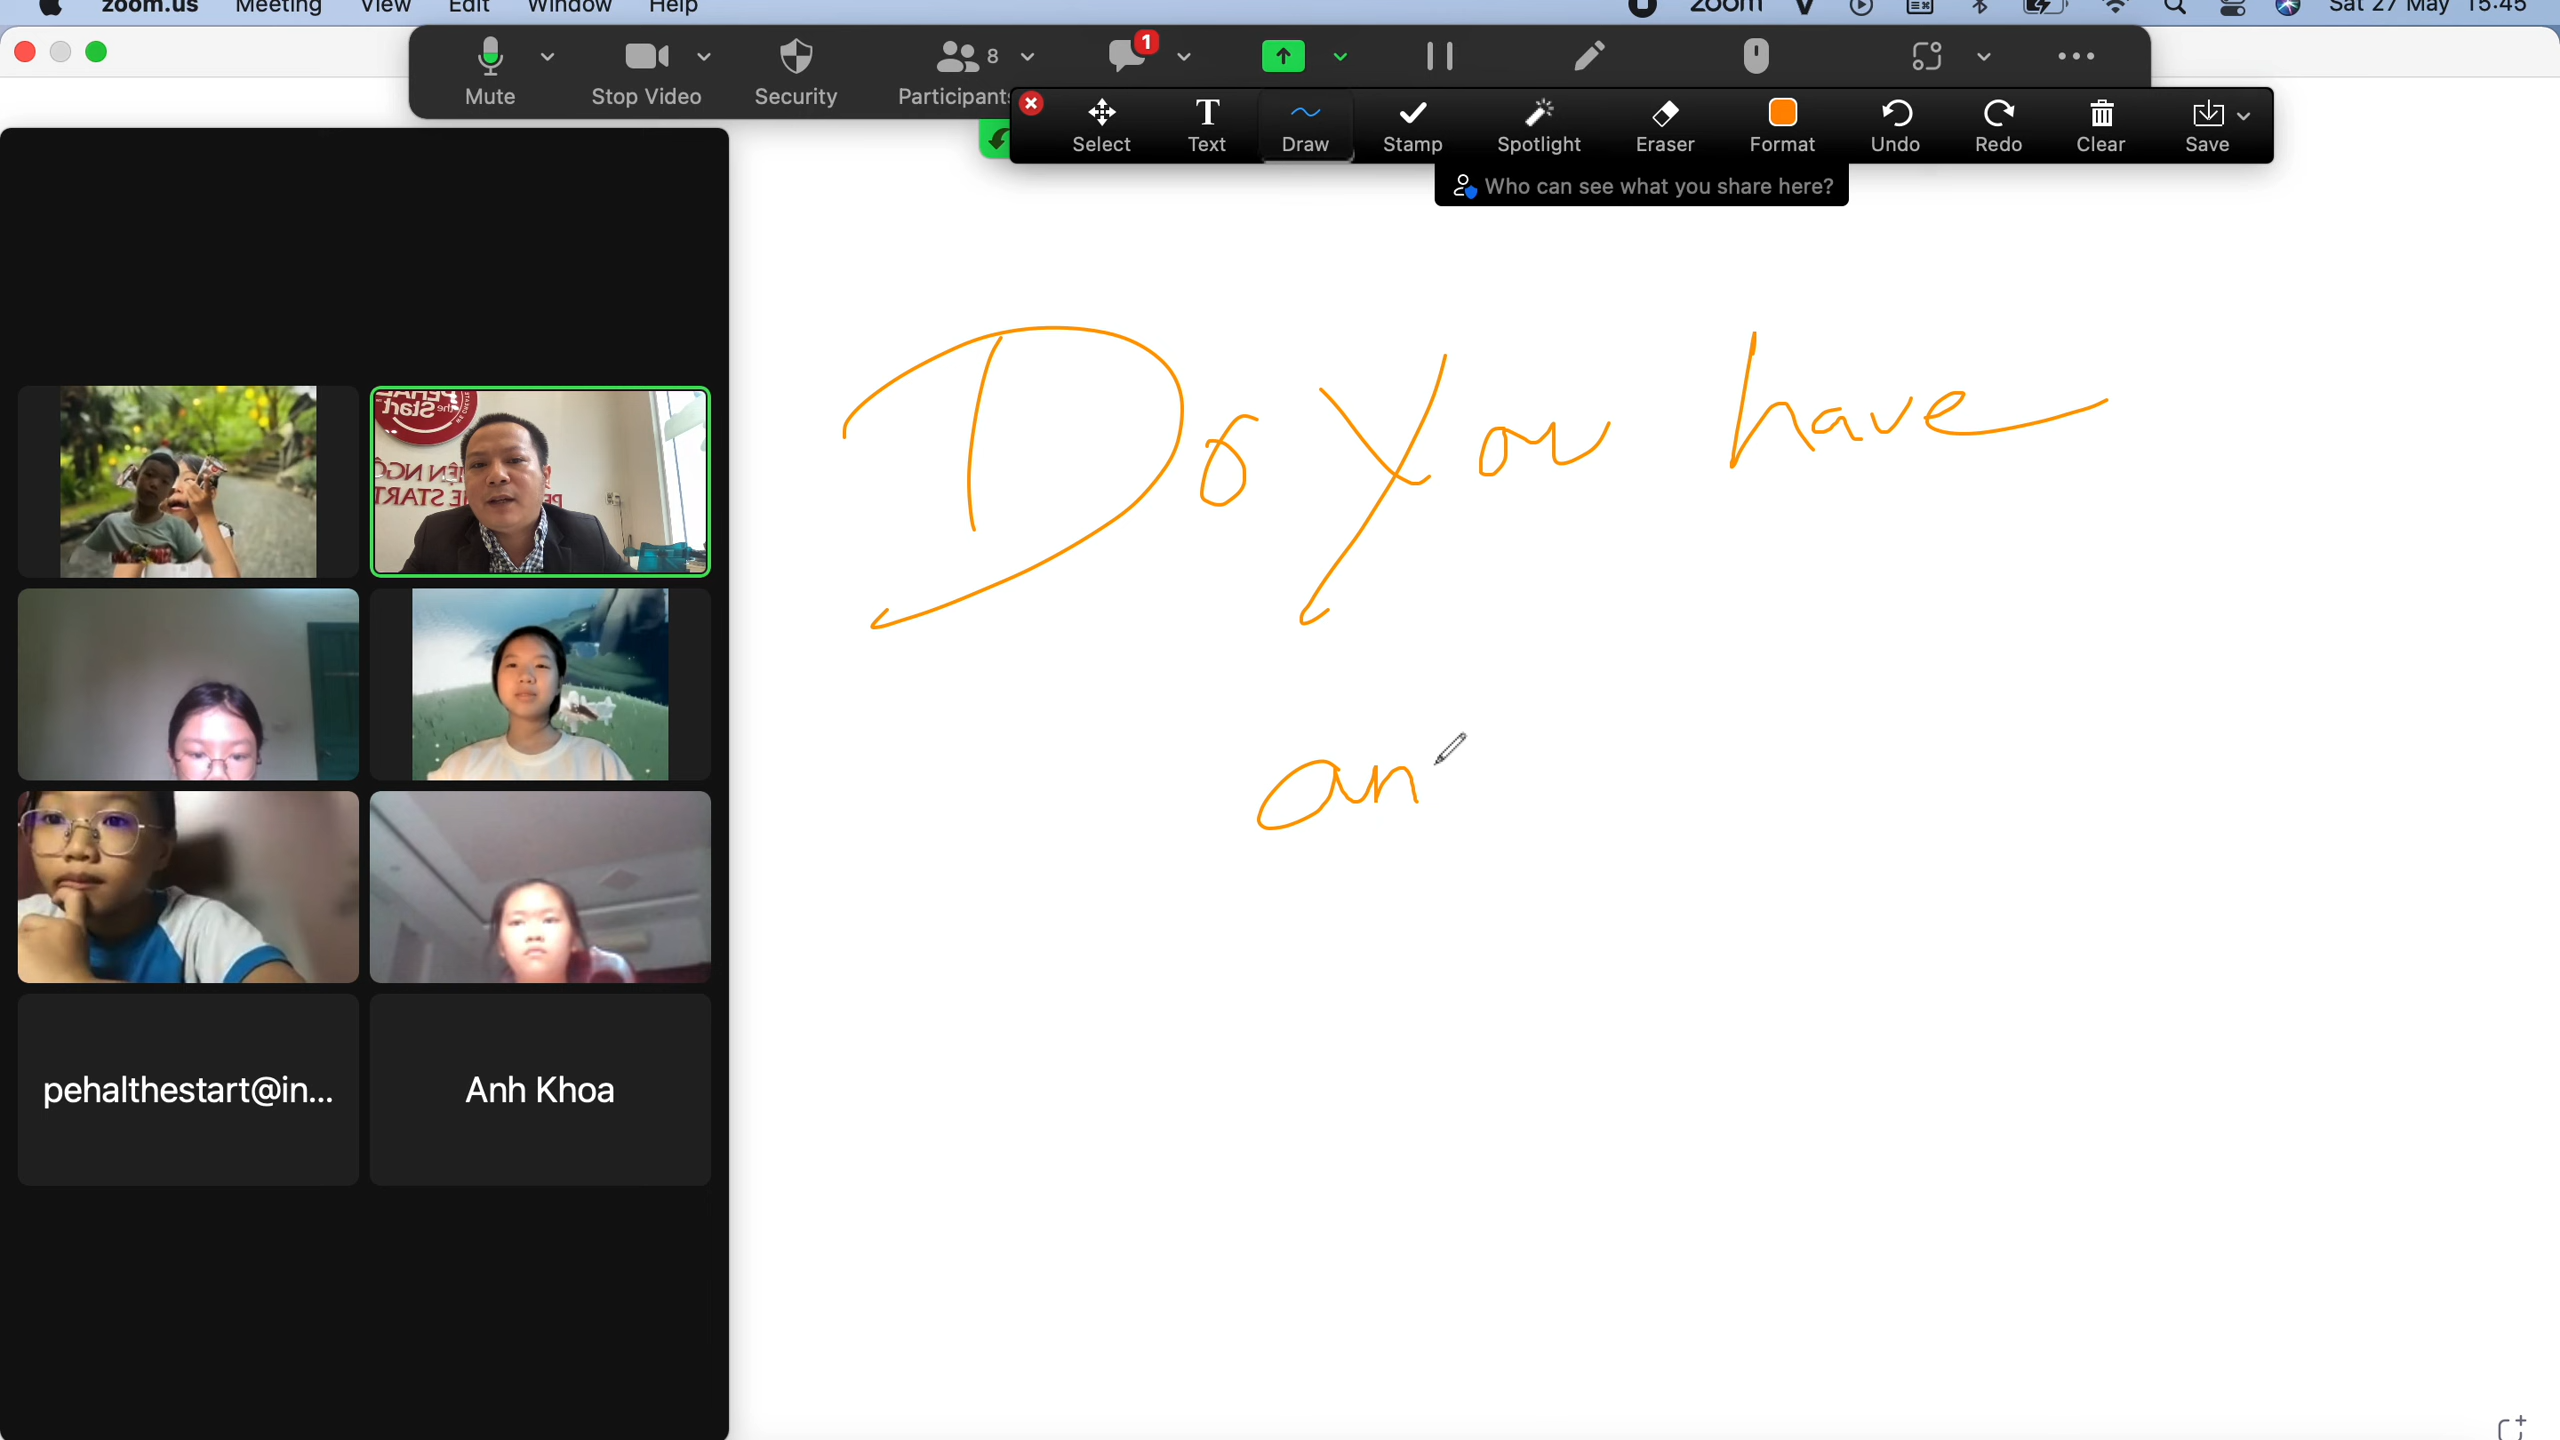 zoom.us Meeting View Edit Window Help zoom Sat 27 May 15:45
8 1
Mute Stop Video Security Participants
Select Text Draw Stamp Spotlight Eraser Format Undo Redo Clear Save
Who can see what you share here?
Do You have
an
Start
pehalthestart@in...
Anh Khoa